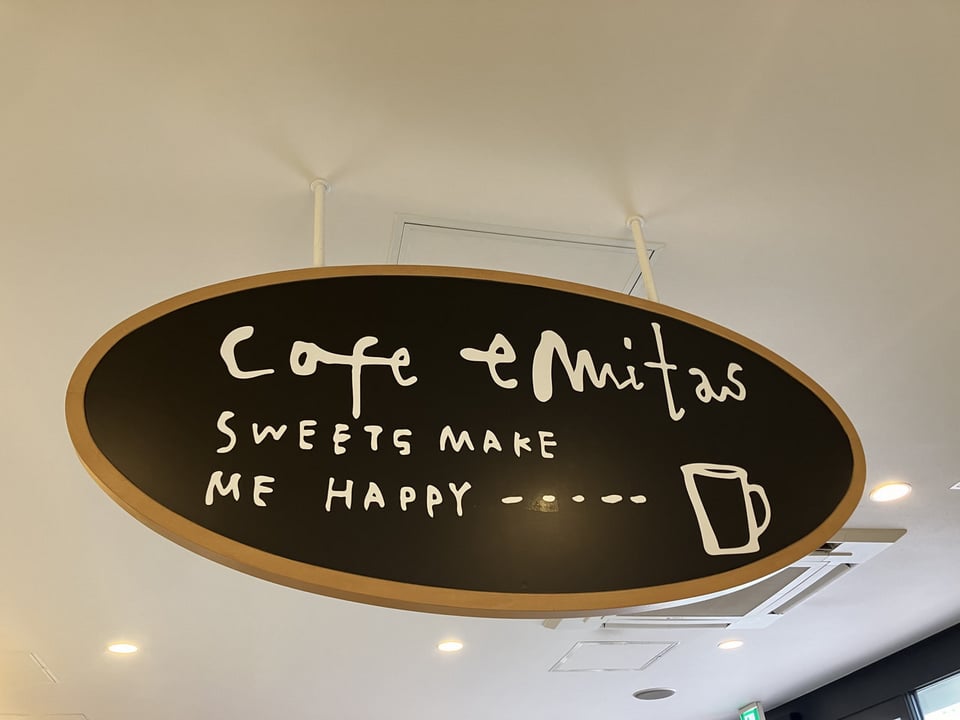 Cafe emitas
SWEETS MAKE
ME HAPPY ------